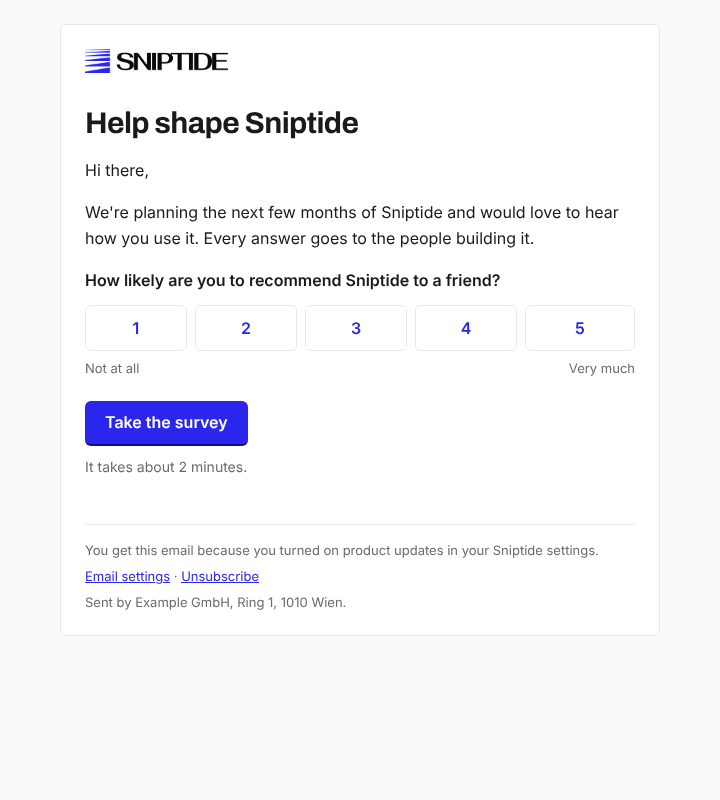 SNIPTIDE
Help shape Sniptide
Hi there,
We're planning the next few months of Sniptide and would love to hear
how you use it. Every answer goes to the people building it.
How likely are you to recommend Sniptide to a friend?
1 2 3 4 5
Not at all Very much
Take the survey
It takes about 2 minutes.
You get this email because you turned on product updates in your Sniptide settings.
Email settings · Unsubscribe
Sent by Example GmbH, Ring 1, 1010 Wien.